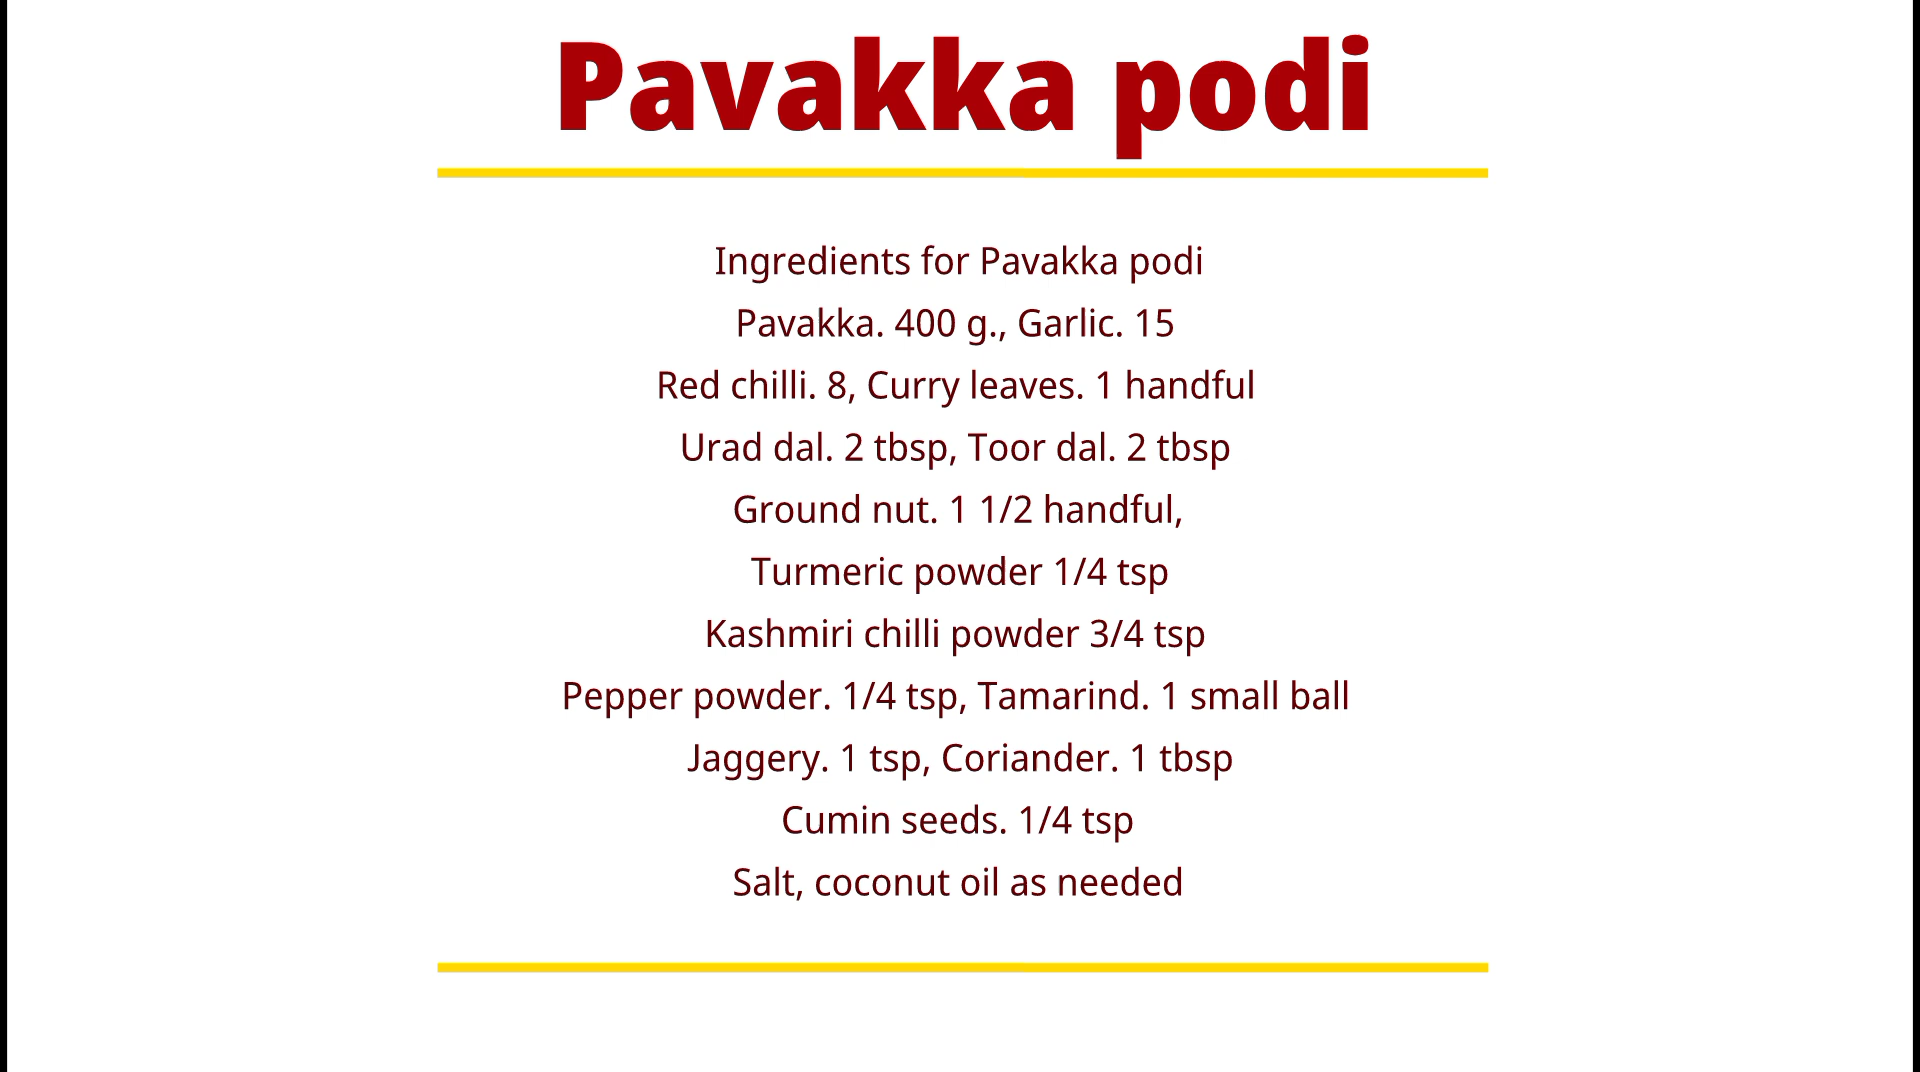 Pavakka podi
Ingredients for Pavakka podi
Pavakka. 400 g., Garlic. 15
Red chilli. 8, Curry leaves. 1 handful
Urad dal. 2 tbsp, Toor dal. 2 tbsp
Ground nut. 1 1/2 handful,
Turmeric powder 1/4 tsp
Kashmiri chilli powder 3/4 tsp
Pepper powder. 1/4 tsp, Tamarind. 1 small ball
Jaggery. 1 tsp, Coriander. 1 tbsp
Cumin seeds. 1/4 tsp
Salt, coconut oil as needed